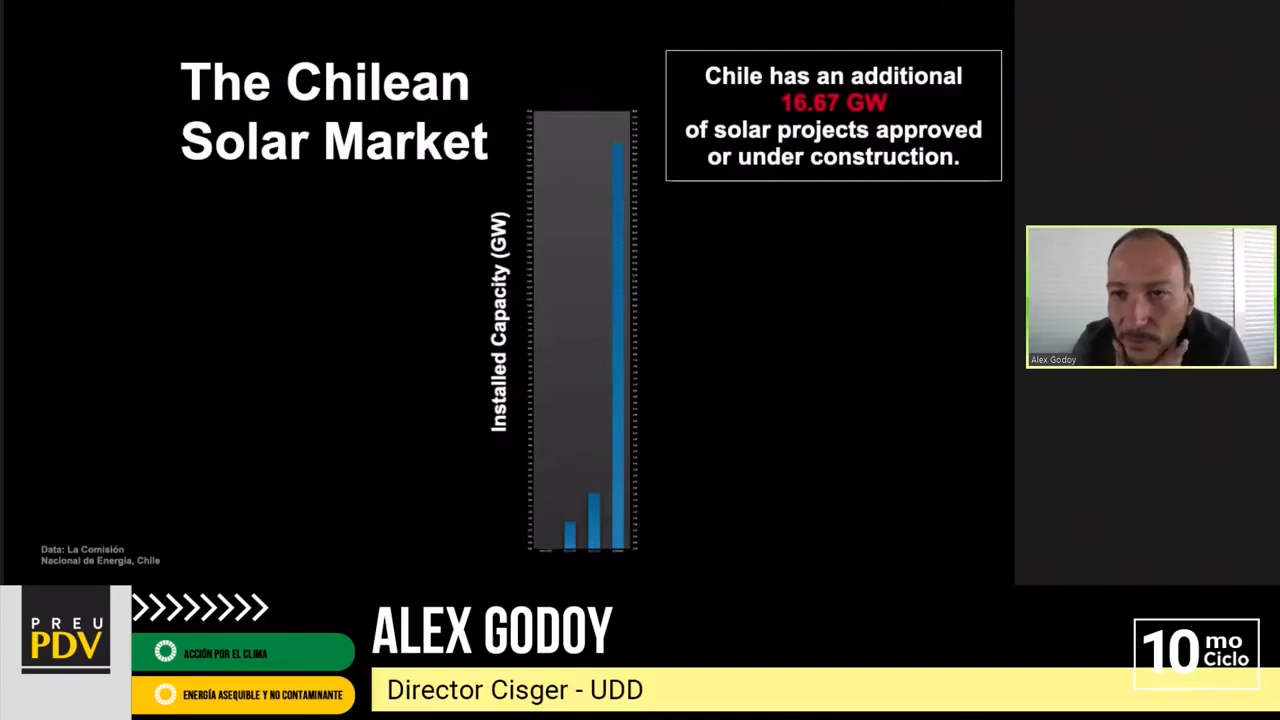 The Chilean
Solar Market
Chile has an additional
16.67 GW
of solar projects approved
or under construction.
Installed Capacity (GW)
Alex Godoy
Data: La Comisión
Nacional de Energía, Chile
PREU
PDV
ACCIÓN POR EL CLIMA
ENERGÍA ASEQUIBLE Y NO CONTAMINANTE
ALEX GODOY
Director Cisger - UDD
10 mo
Ciclo